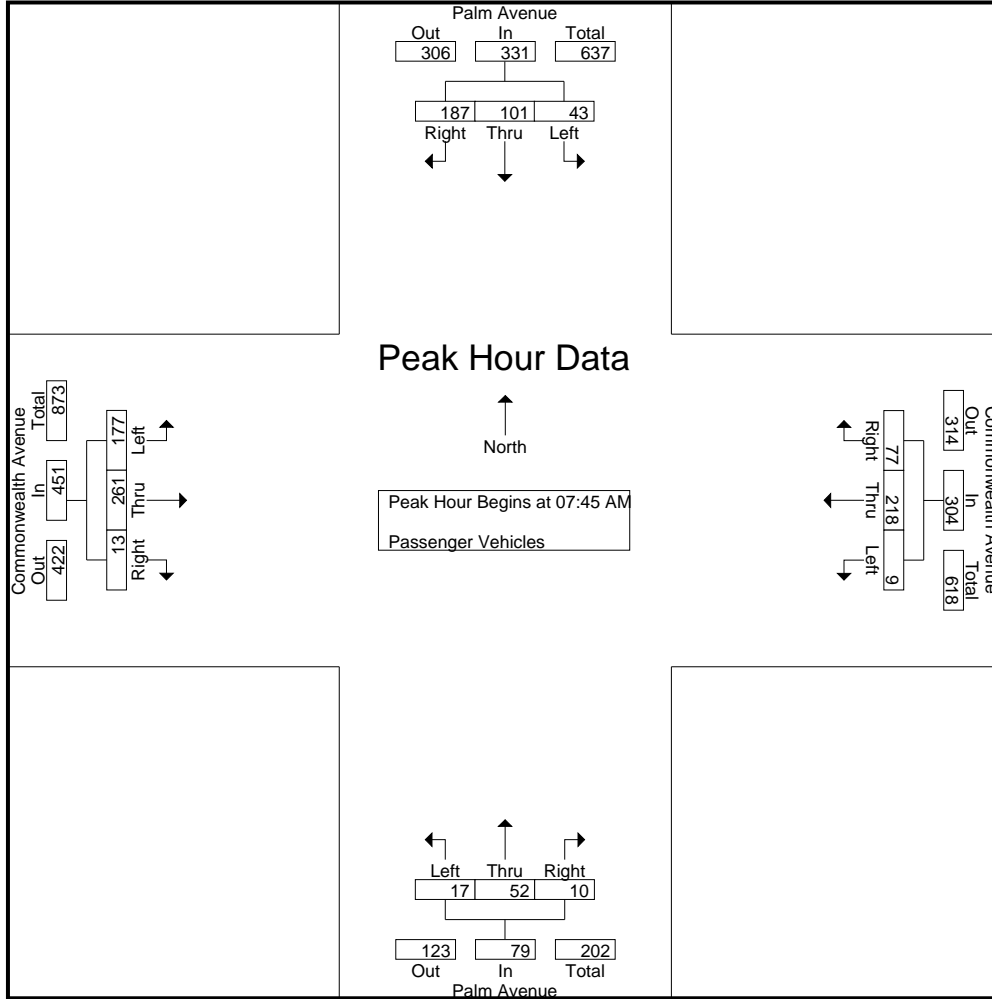 Palm Avenue
Out In Total
306 331 637
187 101 43
Right Thru Left
Peak Hour Data
North
Peak Hour Begins at 07:45 AM
Passenger Vehicles
Commonwealth Avenue
Total In Out
873 451 422
177 261 13
Left Thru Right
Commonwealth Avenue
Out In Total
314 304 618
77 218 9
Right Thru Left
Left Thru Right
17 52 10
123 79 202
Out In Total
Palm Avenue